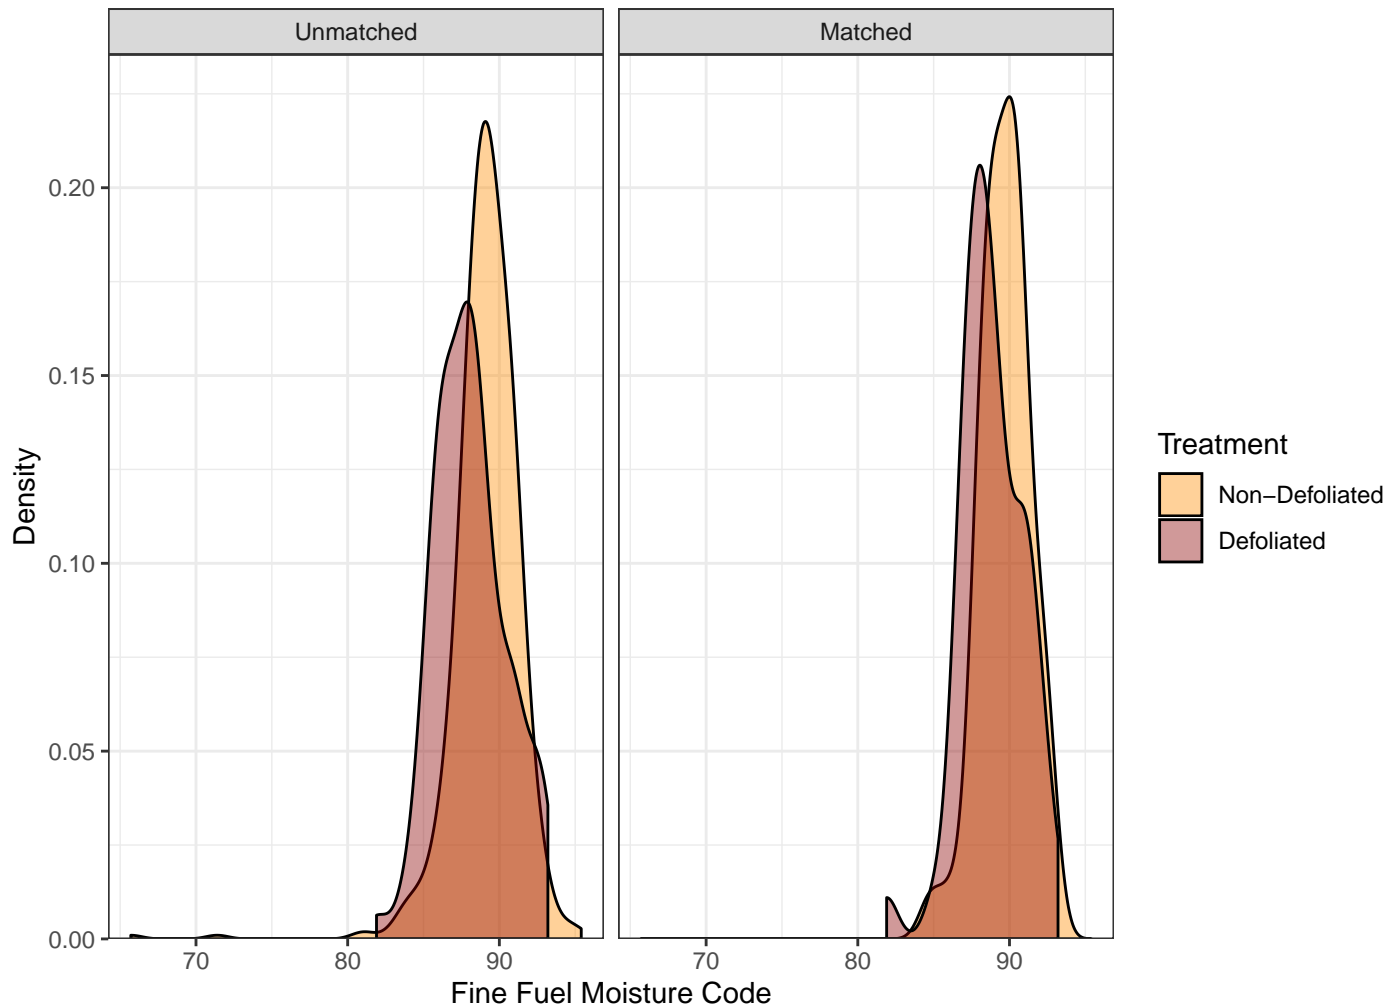 Unmatched
Matched
0.20
0.15
0.10
0.05
0.00
Density
70
80
90
70
80
90
Fine Fuel Moisture Code
Treatment
Non−Defoliated
Defoliated